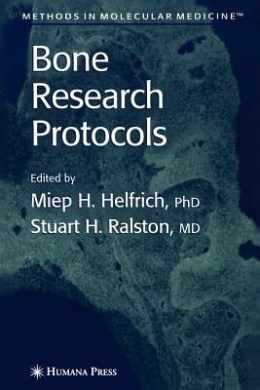 METHODS IN MOLECULAR MEDICINE™
Bone
Research
Protocols
Edited by
Miep H. Helfrich, PhD
Stuart H. Ralston, MD
HUMANA PRESS